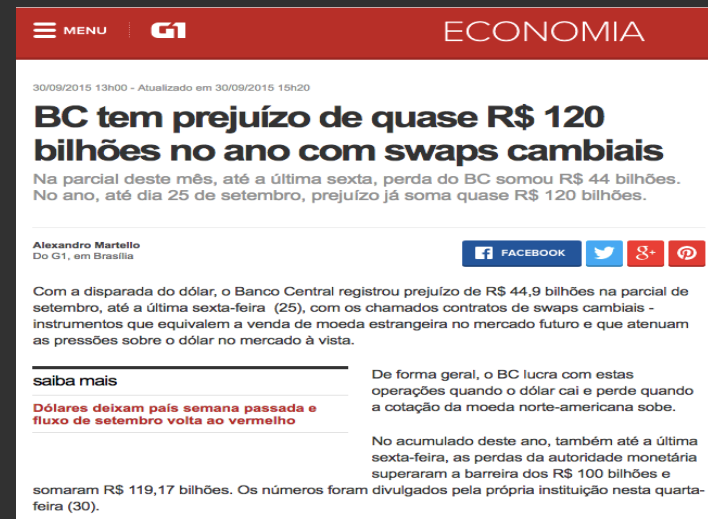 MENU G1 ECONOMIA
30/09/2015 13h00 - Atualizado em 30/09/2015 15h20
BC tem prejuízo de quase R$ 120
bilhões no ano com swaps cambiais
Na parcial deste mês, até a última sexta, perda do BC somou R$ 44 bilhões.
No ano, até dia 25 de setembro, prejuízo já soma quase R$ 120 bilhões.
Alexandro Martello
Do G1, em Brasília
FACEBOOK
Com a disparada do dólar, o Banco Central registrou prejuízo de R$ 44,9 bilhões na parcial de
setembro, até a última sexta-feira (25), com os chamados contratos de swaps cambiais -
instrumentos que equivalem a venda de moeda estrangeira no mercado futuro e que atenuam
as pressões sobre o dólar no mercado à vista.
saiba mais
Dólares deixam país semana passada e
fluxo de setembro volta ao vermelho
De forma geral, o BC lucra com estas
operações quando o dólar cai e perde quando
a cotação da moeda norte-americana sobe.
No acumulado deste ano, também até a última
sexta-feira, as perdas da autoridade monetária
superaram a barreira dos R$ 100 bilhões e
somaram R$ 119,17 bilhões. Os números foram divulgados pela própria instituição nesta quarta-
feira (30).